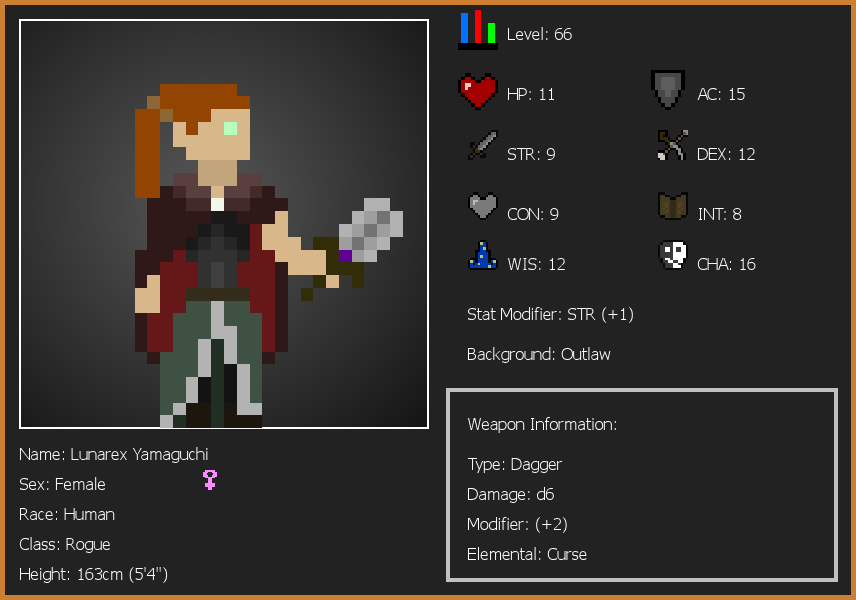 Level: 66
HP: 11
AC: 15
STR: 9
DEX: 12
CON: 9
INT: 8
WIS: 12
CHA: 16
Stat Modifier: STR (+1)
Background: Outlaw
Weapon Information:
Type: Dagger
Damage: d6
Modifier: (+2)
Elemental: Curse
Name: Lunarex Yamaguchi
Sex: Female
Race: Human
Class: Rogue
Height: 163cm (5'4")